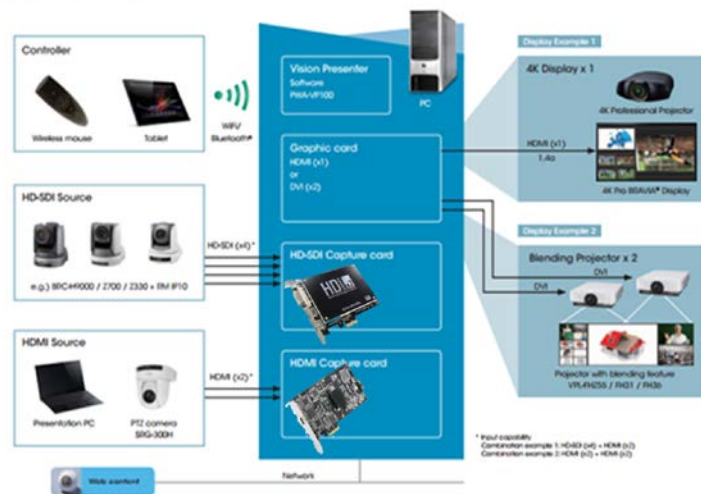 Controller
Wireless mouse
Tablet
WiFi/
Bluetooth®
HD-SDI Source
HD-SDI (x4)*
e.g.) BRC-H900 / Z700 / Z330 + RM IP10
HDMI Source
HDMI (x2)*
Presentation PC
PTZ camera
SRG-300H
Web content
Network
Vision Presenter
Software
PWA-VP100
PC
Graphic card
HDMI (x1)
or
DVI (x2)
HD-SDI Capture card
HDMI Capture card
Display Example 1
4K Display x 1
4K Professional Projector
HDMI (x1)
1.4a
4K Pro BRAVIA® Display
Display Example 2
Blending Projector x 2
DVI
DVI
Projector with blending feature
* Input capability
Combination example 1: HD-SDI (x4) + HDMI (x2)
Combination example 2: HDMI (x2) + HDMI (x2)